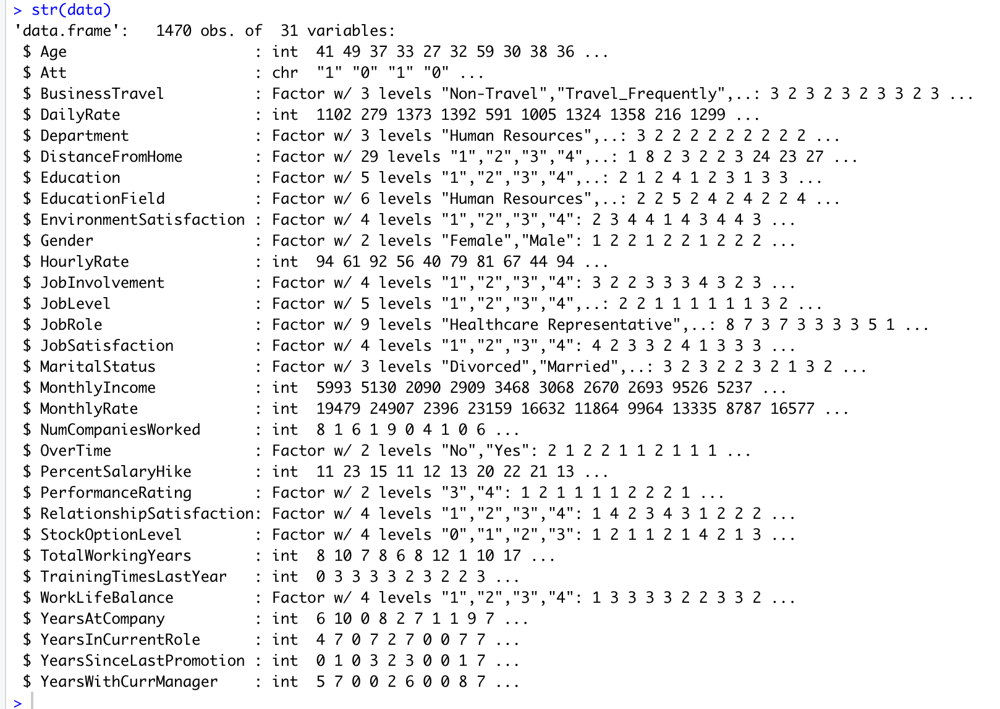 > str(data)
'data.frame':   1470 obs. of  31 variables:
 $ Age                     : int  41 49 37 33 27 32 59 30 38 36 ...
 $ Att                     : chr  "1" "0" "1" "0" ...
 $ BusinessTravel          : Factor w/ 3 levels "Non-Travel","Travel_Frequently",..: 3 2 3 2 3 2 3 3 2 3 ...
 $ DailyRate               : int  1102 279 1373 1392 591 1005 1324 1358 216 1299 ...
 $ Department              : Factor w/ 3 levels "Human Resources",..: 3 2 2 2 2 2 2 2 2 2 ...
 $ DistanceFromHome        : Factor w/ 29 levels "1","2","3","4",..: 1 8 2 3 2 2 3 24 23 27 ...
 $ Education               : Factor w/ 5 levels "1","2","3","4",..: 2 1 2 4 1 2 3 1 3 3 ...
 $ EducationField          : Factor w/ 6 levels "Human Resources",..: 2 2 5 2 4 2 4 2 2 4 ...
 $ EnvironmentSatisfaction : Factor w/ 4 levels "1","2","3","4": 2 3 4 4 1 4 3 4 4 3 ...
 $ Gender                  : Factor w/ 2 levels "Female","Male": 1 2 2 1 2 2 1 2 2 2 ...
 $ HourlyRate              : int  94 61 92 56 40 79 81 67 44 94 ...
 $ JobInvolvement          : Factor w/ 4 levels "1","2","3","4": 3 2 2 3 3 3 4 3 2 3 ...
 $ JobLevel                : Factor w/ 5 levels "1","2","3","4",..: 2 2 1 1 1 1 1 1 3 2 ...
 $ JobRole                 : Factor w/ 9 levels "Healthcare Representative",..: 8 7 3 7 3 3 3 3 5 1 ...
 $ JobSatisfaction         : Factor w/ 4 levels "1","2","3","4": 4 2 3 3 2 4 1 3 3 3 ...
 $ MaritalStatus           : Factor w/ 3 levels "Divorced","Married",..: 3 2 3 2 2 3 2 1 3 2 ...
 $ MonthlyIncome           : int  5993 5130 2090 2909 3468 3068 2670 2693 9526 5237 ...
 $ MonthlyRate             : int  19479 24907 2396 23159 16632 11864 9964 13335 8787 16577 ...
 $ NumCompaniesWorked      : int  8 1 6 1 9 0 4 1 0 6 ...
 $ OverTime                : Factor w/ 2 levels "No","Yes": 2 1 2 2 1 1 2 1 1 1 ...
 $ PercentSalaryHike       : int  11 23 15 11 12 13 20 22 21 13 ...
 $ PerformanceRating       : Factor w/ 2 levels "3","4": 1 2 1 1 1 1 2 2 2 1 ...
 $ RelationshipSatisfaction: Factor w/ 4 levels "1","2","3","4": 1 4 2 3 4 3 1 2 2 2 ...
 $ StockOptionLevel        : Factor w/ 4 levels "0","1","2","3": 1 2 1 1 2 1 4 2 1 3 ...
 $ TotalWorkingYears       : int  8 10 7 8 6 8 12 1 10 17 ...
 $ TrainingTimesLastYear   : int  0 3 3 3 3 2 3 2 2 3 ...
 $ WorkLifeBalance         : Factor w/ 4 levels "1","2","3","4": 1 3 3 3 3 2 2 3 3 2 ...
 $ YearsAtCompany          : int  6 10 0 8 2 7 1 1 9 7 ...
 $ YearsInCurrentRole      : int  4 7 0 7 2 7 0 0 7 7 ...
 $ YearsSinceLastPromotion : int  0 1 0 3 2 3 0 0 1 7 ...
 $ YearsWithCurrManager    : int  5 7 0 0 2 6 0 0 8 7 ...
>